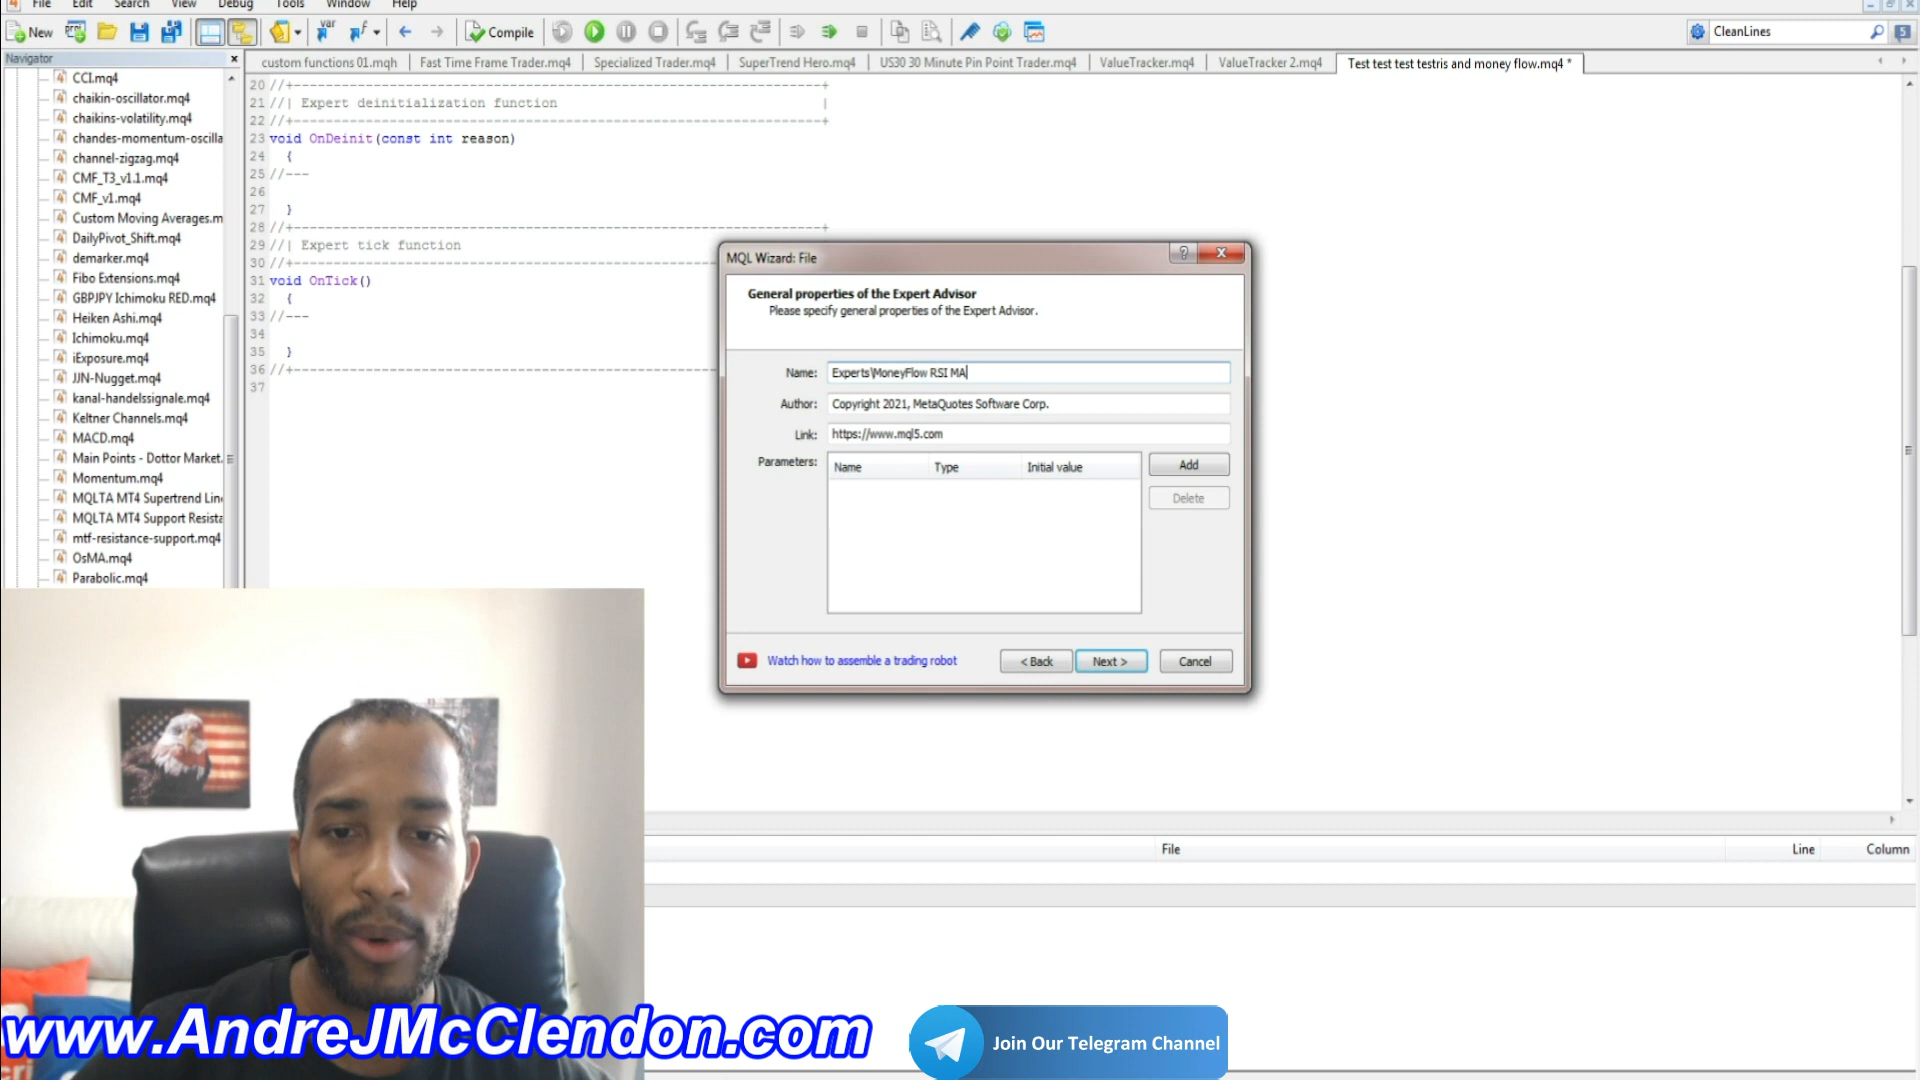 File Edit Search View Debug Tools Window Help
New Compile CleanLines
Navigator
custom functions 01.mqh Fast Time Frame Trader.mq4 Specialized Trader.mq4 SuperTrend Hero.mq4 US30 30 Minute Pin Point Trader.mq4 ValueTracker.mq4 ValueTracker 2.mq4 Test test test testris and money flow.mq4 *
CCI.mq4
chaikin-oscillator.mq4
chaikins-volatility.mq4
chandes-momentum-oscilla
channel-zigzag.mq4
CMF_T3_v1.1.mq4
CMF_v1.mq4
Custom Moving Averages.m
DailyPivot_Shift.mq4
demarker.mq4
Fibo Extensions.mq4
GBPJPY Ichimoku RED.mq4
Heiken Ashi.mq4
Ichimoku.mq4
iExposure.mq4
JJN-Nugget.mq4
kanal-handelssignale.mq4
Keltner Channels.mq4
MACD.mq4
Main Points - Dottor Market.
Momentum.mq4
MQLTA MT4 Supertrend Lin
MQLTA MT4 Support Resista
mtf-resistance-support.mq4
OsMA.mq4
Parabolic.mq4
20 //+------------------------------------------------------------------+
21 //| Expert deinitialization function |
22 //+------------------------------------------------------------------+
23 void OnDeinit(const int reason)
24 {
25 //---
26
27 }
28 //+------------------------------------------------------------------+
29 //| Expert tick function
30 //+------------------------------------------------------
31 void OnTick()
32 {
33 //---
34
35 }
36 //+------------------------------------------------------
37
MQL Wizard: File
General properties of the Expert Advisor
Please specify general properties of the Expert Advisor.
Name: Experts\MoneyFlow RSI MA
Author: Copyright 2021, MetaQuotes Software Corp.
Link: https://www.mql5.com
Parameters: Name Type Initial value Add
Delete
Watch how to assemble a trading robot < Back Next > Cancel
File Line Column
www.AndreJMcClendon.com
Join Our Telegram Channel